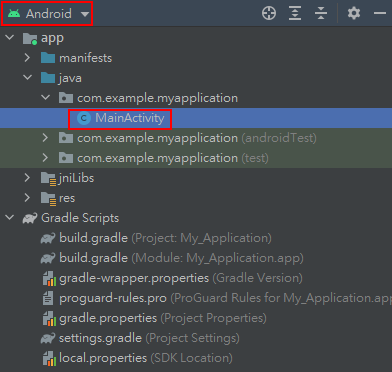 Android
app
manifests
java
com.example.myapplication
C MainActivity
com.example.myapplication (androidTest)
com.example.myapplication (test)
jniLibs
res
Gradle Scripts
build.gradle (Project: My_Application)
build.gradle (Module: My_Application.app)
gradle-wrapper.properties (Gradle Version)
proguard-rules.pro (ProGuard Rules for My_Application.app
gradle.properties (Project Properties)
settings.gradle (Project Settings)
local.properties (SDK Location)